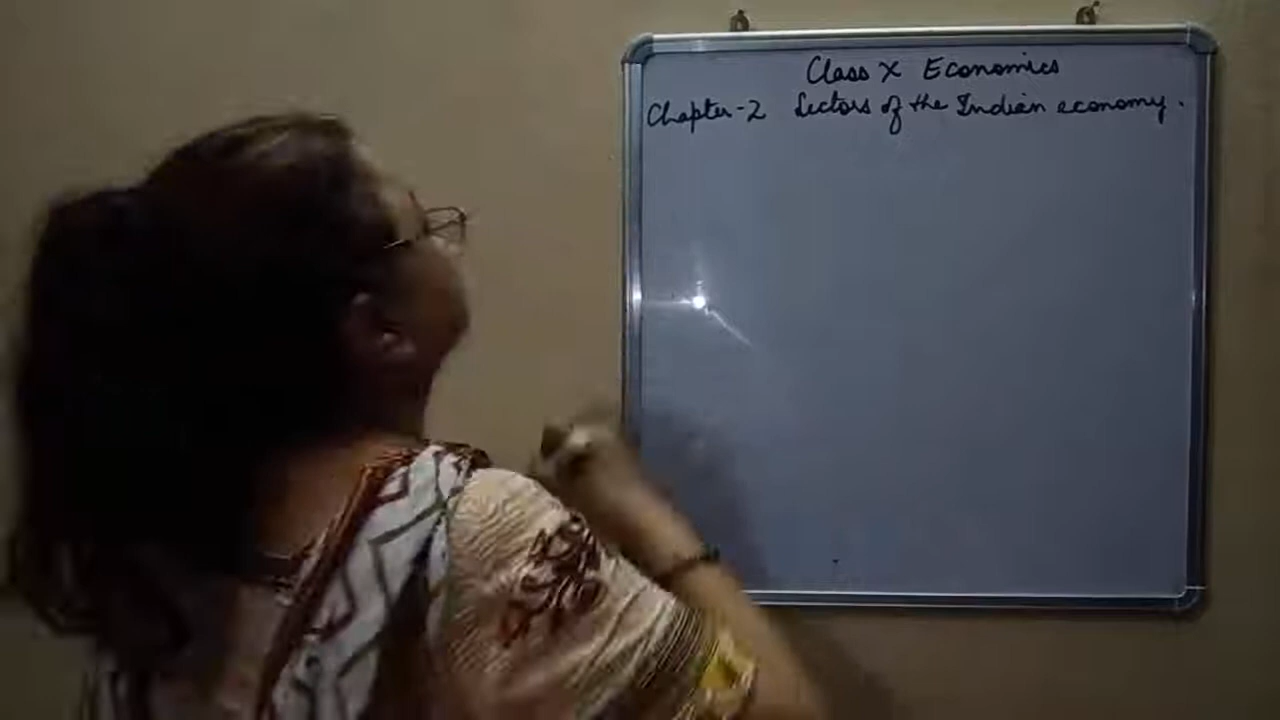 Class X Economics
Chapter-2 Sectors of the Indian economy.